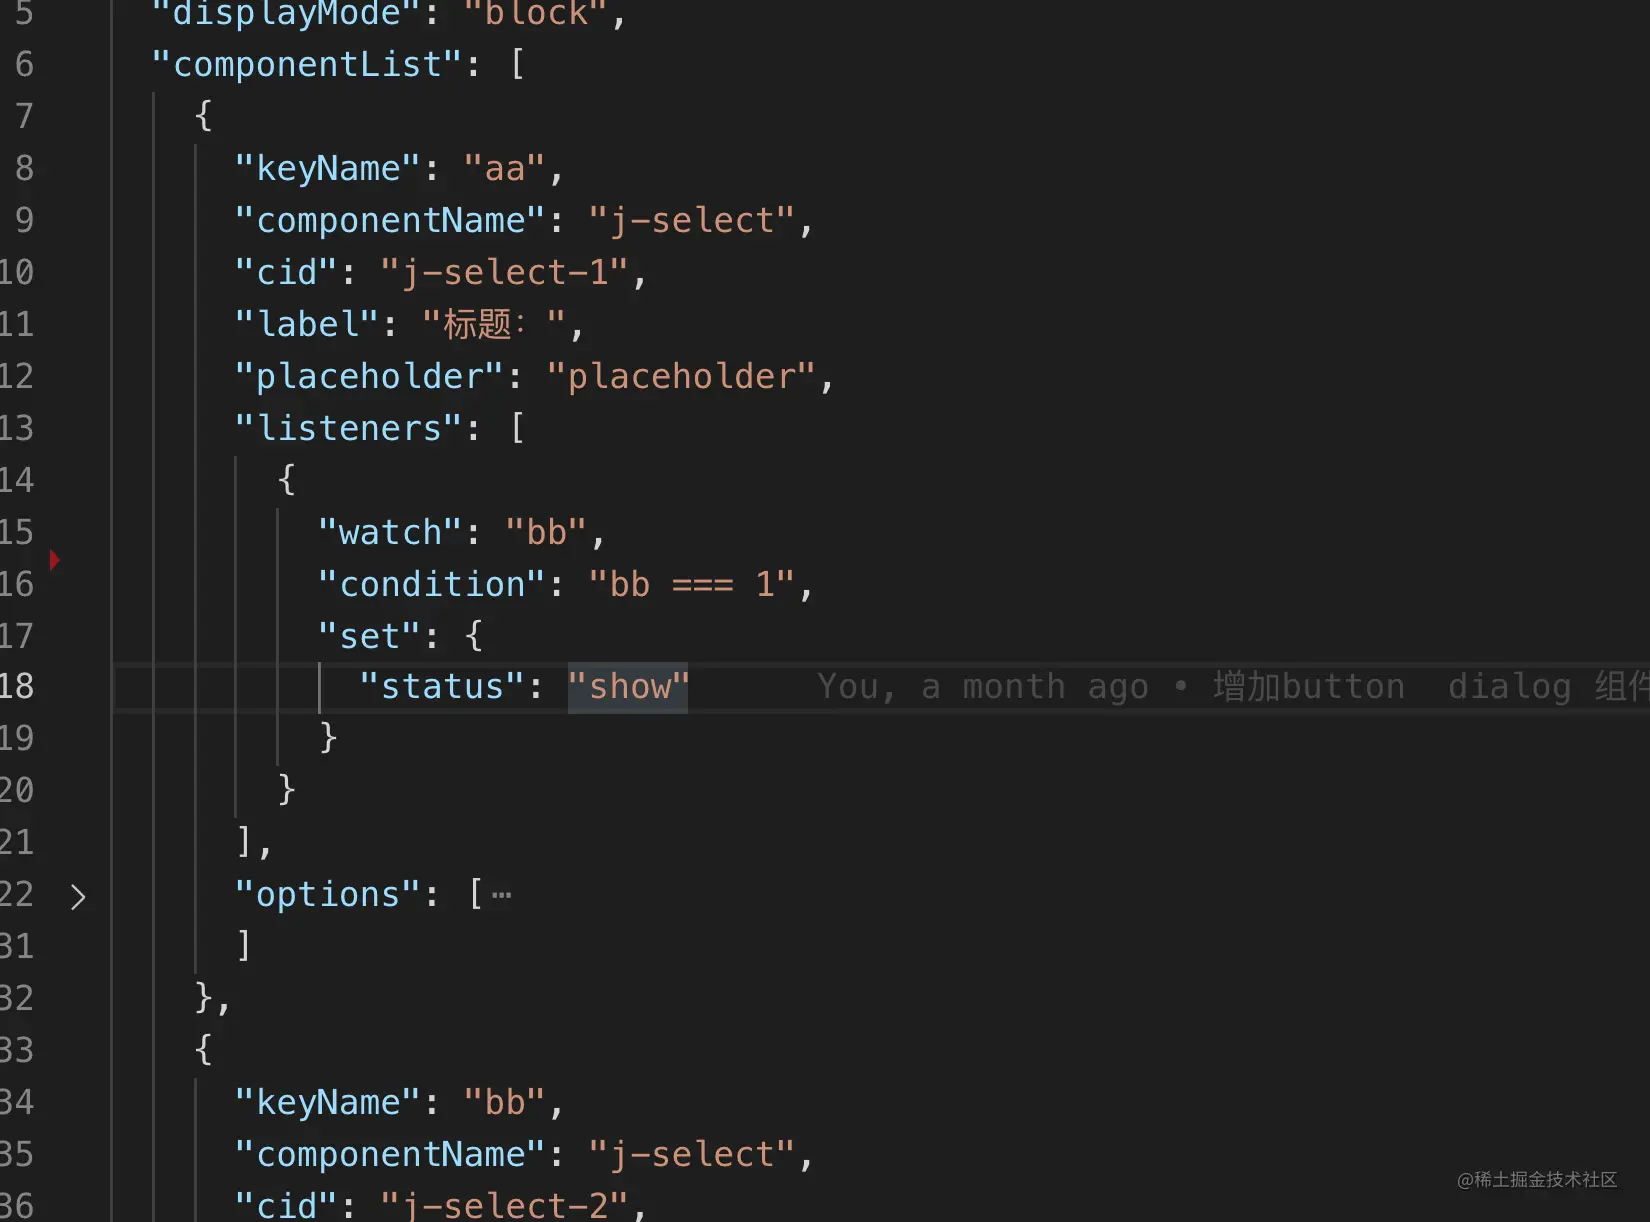 5 "displayMode": "block",
6 "componentList": [
7 {
8 "keyName": "aa",
9 "componentName": "j-select",
10 "cid": "j-select-1",
11 "label": "标题：",
12 "placeholder": "placeholder",
13 "listeners": [
14 {
15 "watch": "bb",
16 "condition": "bb === 1",
17 "set": {
18 "status": "show" You, a month ago • 增加button dialog 组件
19 }
20 }
21 ],
22 "options": [ ⋯
31 ]
32 },
33 {
34 "keyName": "bb",
35 "componentName": "j-select",
36 "cid": "j-select-2",
@稀土掘金技术社区